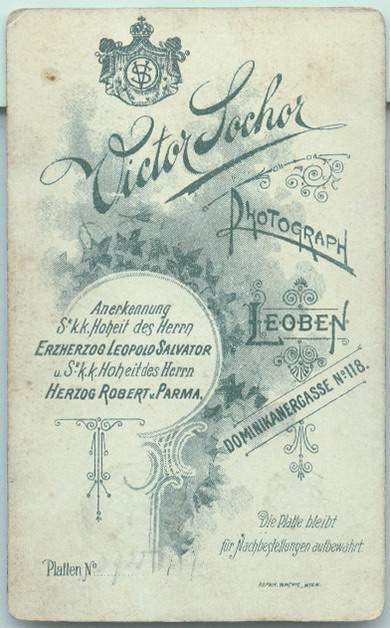 VS
Victor Sochor
Photograph
Leoben
Dominikanergasse No 118.
Anerkennung
Sr k.k. Hoheit des Herrn
Erzherzog Leopold Salvator
u. Sr k.k. Hoheit des Herrn
Herzog Robert v. Parma.
Die Platte bleibt
für Nachbestellungen aufbewahrt.
Platten No